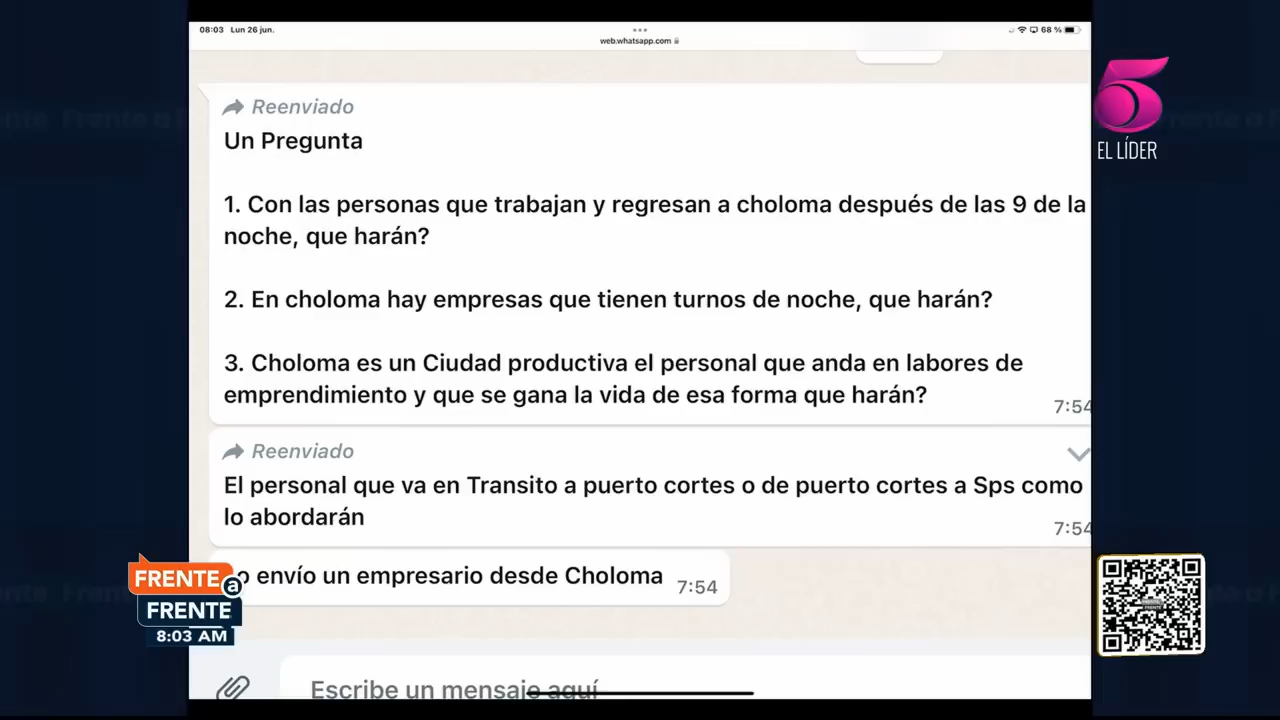 08:03 Lun 26 jun.
web.whatsapp.com
68 %
Reenviado
Un Pregunta
1. Con las personas que trabajan y regresan a choloma después de las 9 de la
noche, que harán?
2. En choloma hay empresas que tienen turnos de noche, que harán?
3. Choloma es un Ciudad productiva el personal que anda en labores de
emprendimiento y que se gana la vida de esa forma que harán?
7:54
Reenviado
El personal que va en Transito a puerto cortes o de puerto cortes a Sps como
lo abordarán
7:54
o envío un empresario desde Choloma
7:54
Escribe un mensaje aquí
5
EL LÍDER
FRENTE
a
FRENTE
8:03 AM